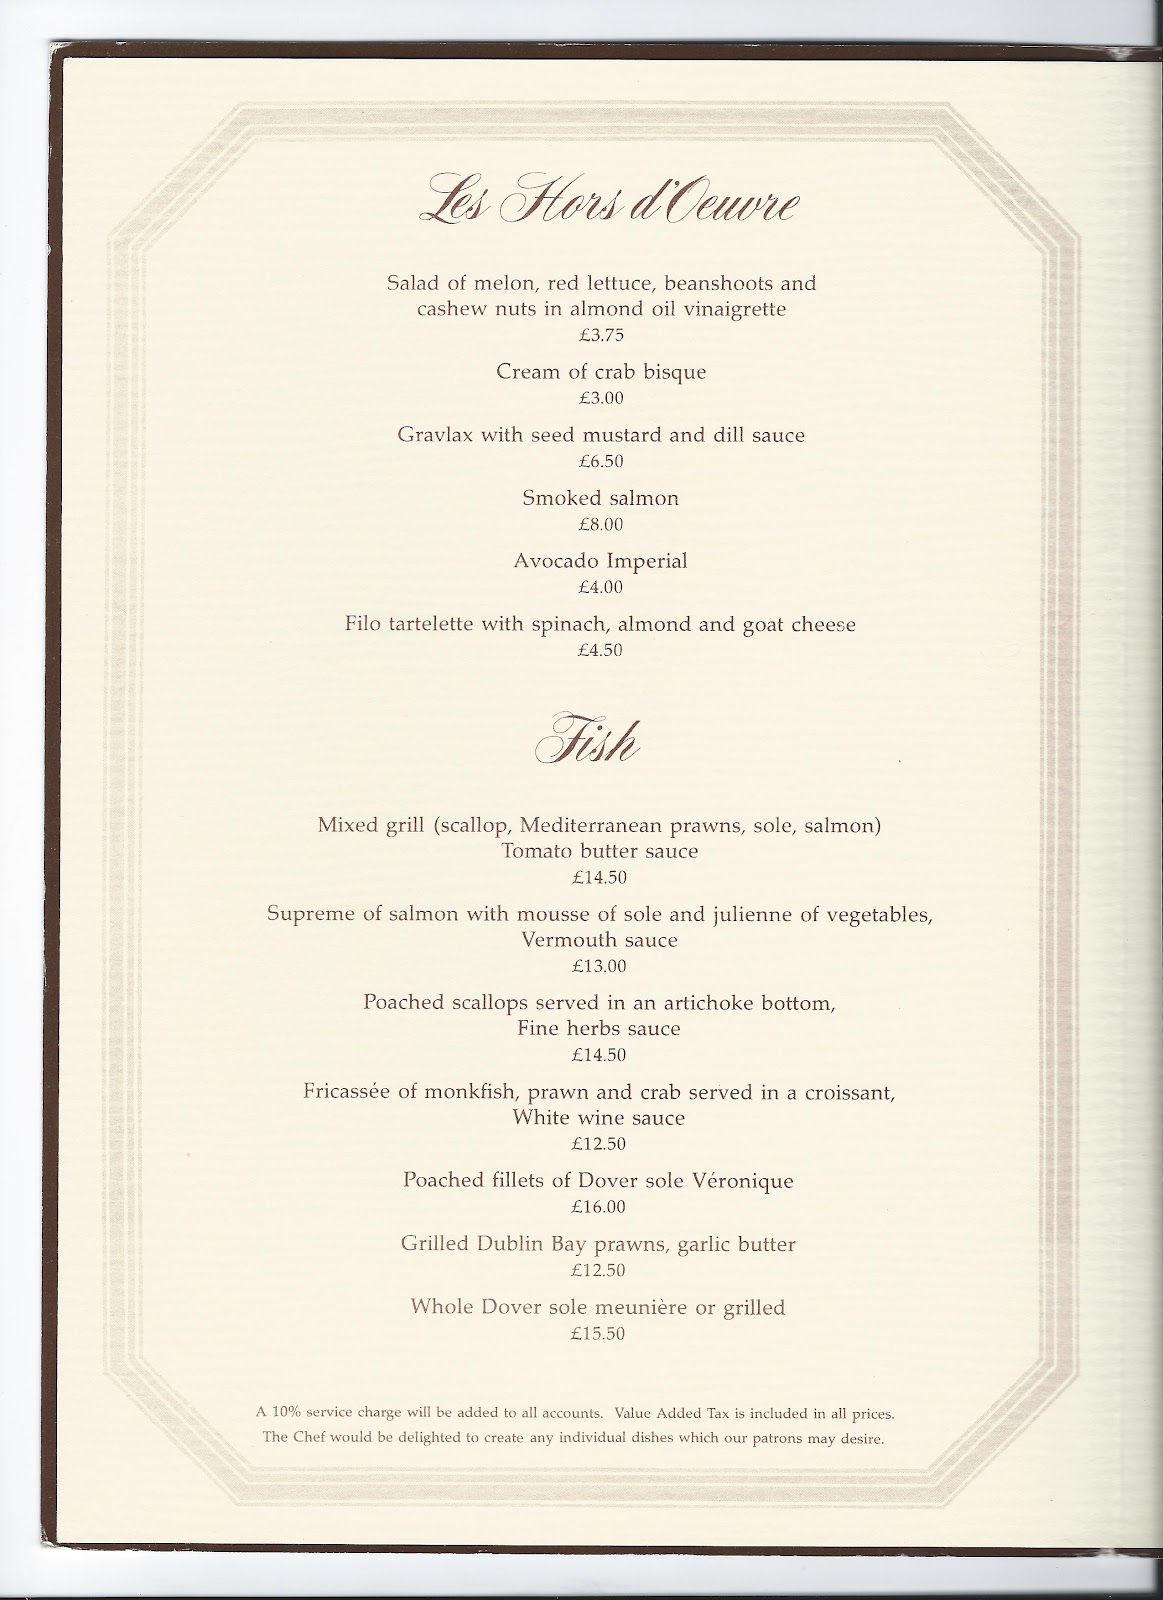 Les Hors d'Oeuvre
Salad of melon, red lettuce, beanshoots and
cashew nuts in almond oil vinaigrette
£3.75
Cream of crab bisque
£3.00
Gravlax with seed mustard and dill sauce
£6.50
Smoked salmon
£8.00
Avocado Imperial
£4.00
Filo tartelette with spinach, almond and goat cheese
£4.50
Fish
Mixed grill (scallop, Mediterranean prawns, sole, salmon)
Tomato butter sauce
£14.50
Supreme of salmon with mousse of sole and julienne of vegetables,
Vermouth sauce
£13.00
Poached scallops served in an artichoke bottom,
Fine herbs sauce
£14.50
Fricassée of monkfish, prawn and crab served in a croissant,
White wine sauce
£12.50
Poached fillets of Dover sole Véronique
£16.00
Grilled Dublin Bay prawns, garlic butter
£12.50
Whole Dover sole meunière or grilled
£15.50
A 10% service charge will be added to all accounts. Value Added Tax is included in all prices.
The Chef would be delighted to create any individual dishes which our patrons may desire.